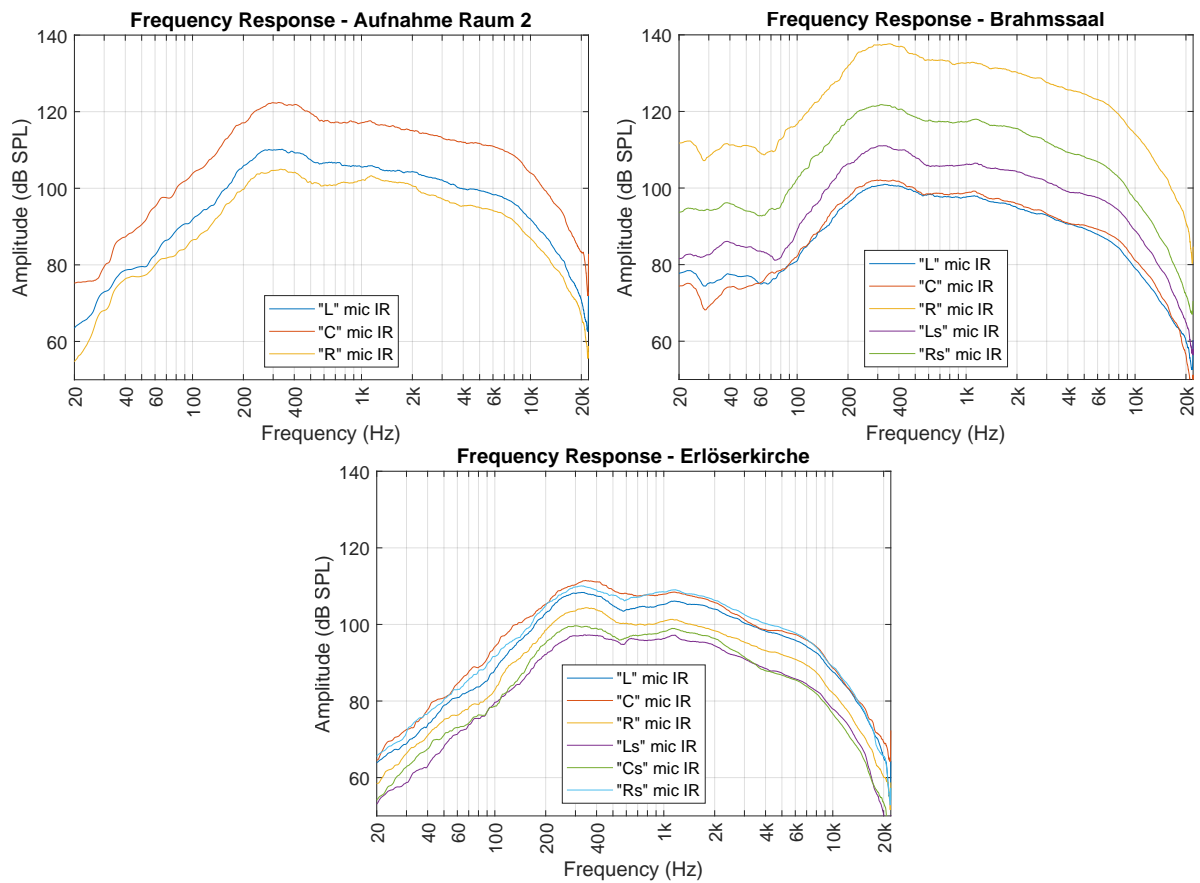 Frequency Response - Aufnahme Raum 2
140
120
100
80
60
Amplitude (dB SPL)
"L" mic IR
"C" mic IR
"R" mic IR
20 40 60 100 200 400 1k 2k 4k 6k 10k 20k
Frequency (Hz)
Frequency Response - Brahmssaal
140
120
100
80
60
Amplitude (dB SPL)
"L" mic IR
"C" mic IR
"R" mic IR
"Ls" mic IR
"Rs" mic IR
20 40 60 100 200 400 1k 2k 4k 6k 10k 20k
Frequency (Hz)
Frequency Response - Erlöserkirche
140
120
100
80
60
Amplitude (dB SPL)
"L" mic IR
"C" mic IR
"R" mic IR
"Ls" mic IR
"Cs" mic IR
"Rs" mic IR
20 40 60 100 200 400 1k 2k 4k 6k 10k 20k
Frequency (Hz)